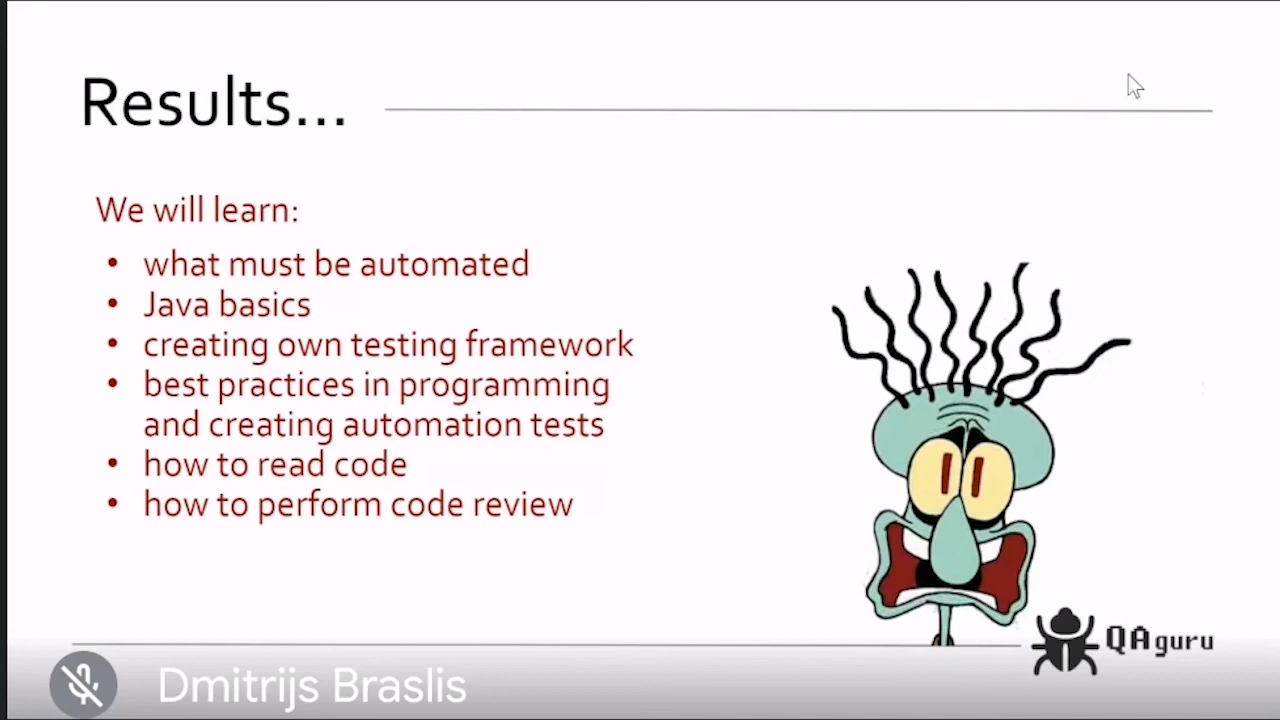 Results...
We will learn:
• what must be automated
• Java basics
• creating own testing framework
• best practices in programming
and creating automation tests
• how to read code
• how to perform code review
QAguru
Dmitrijs Braslis